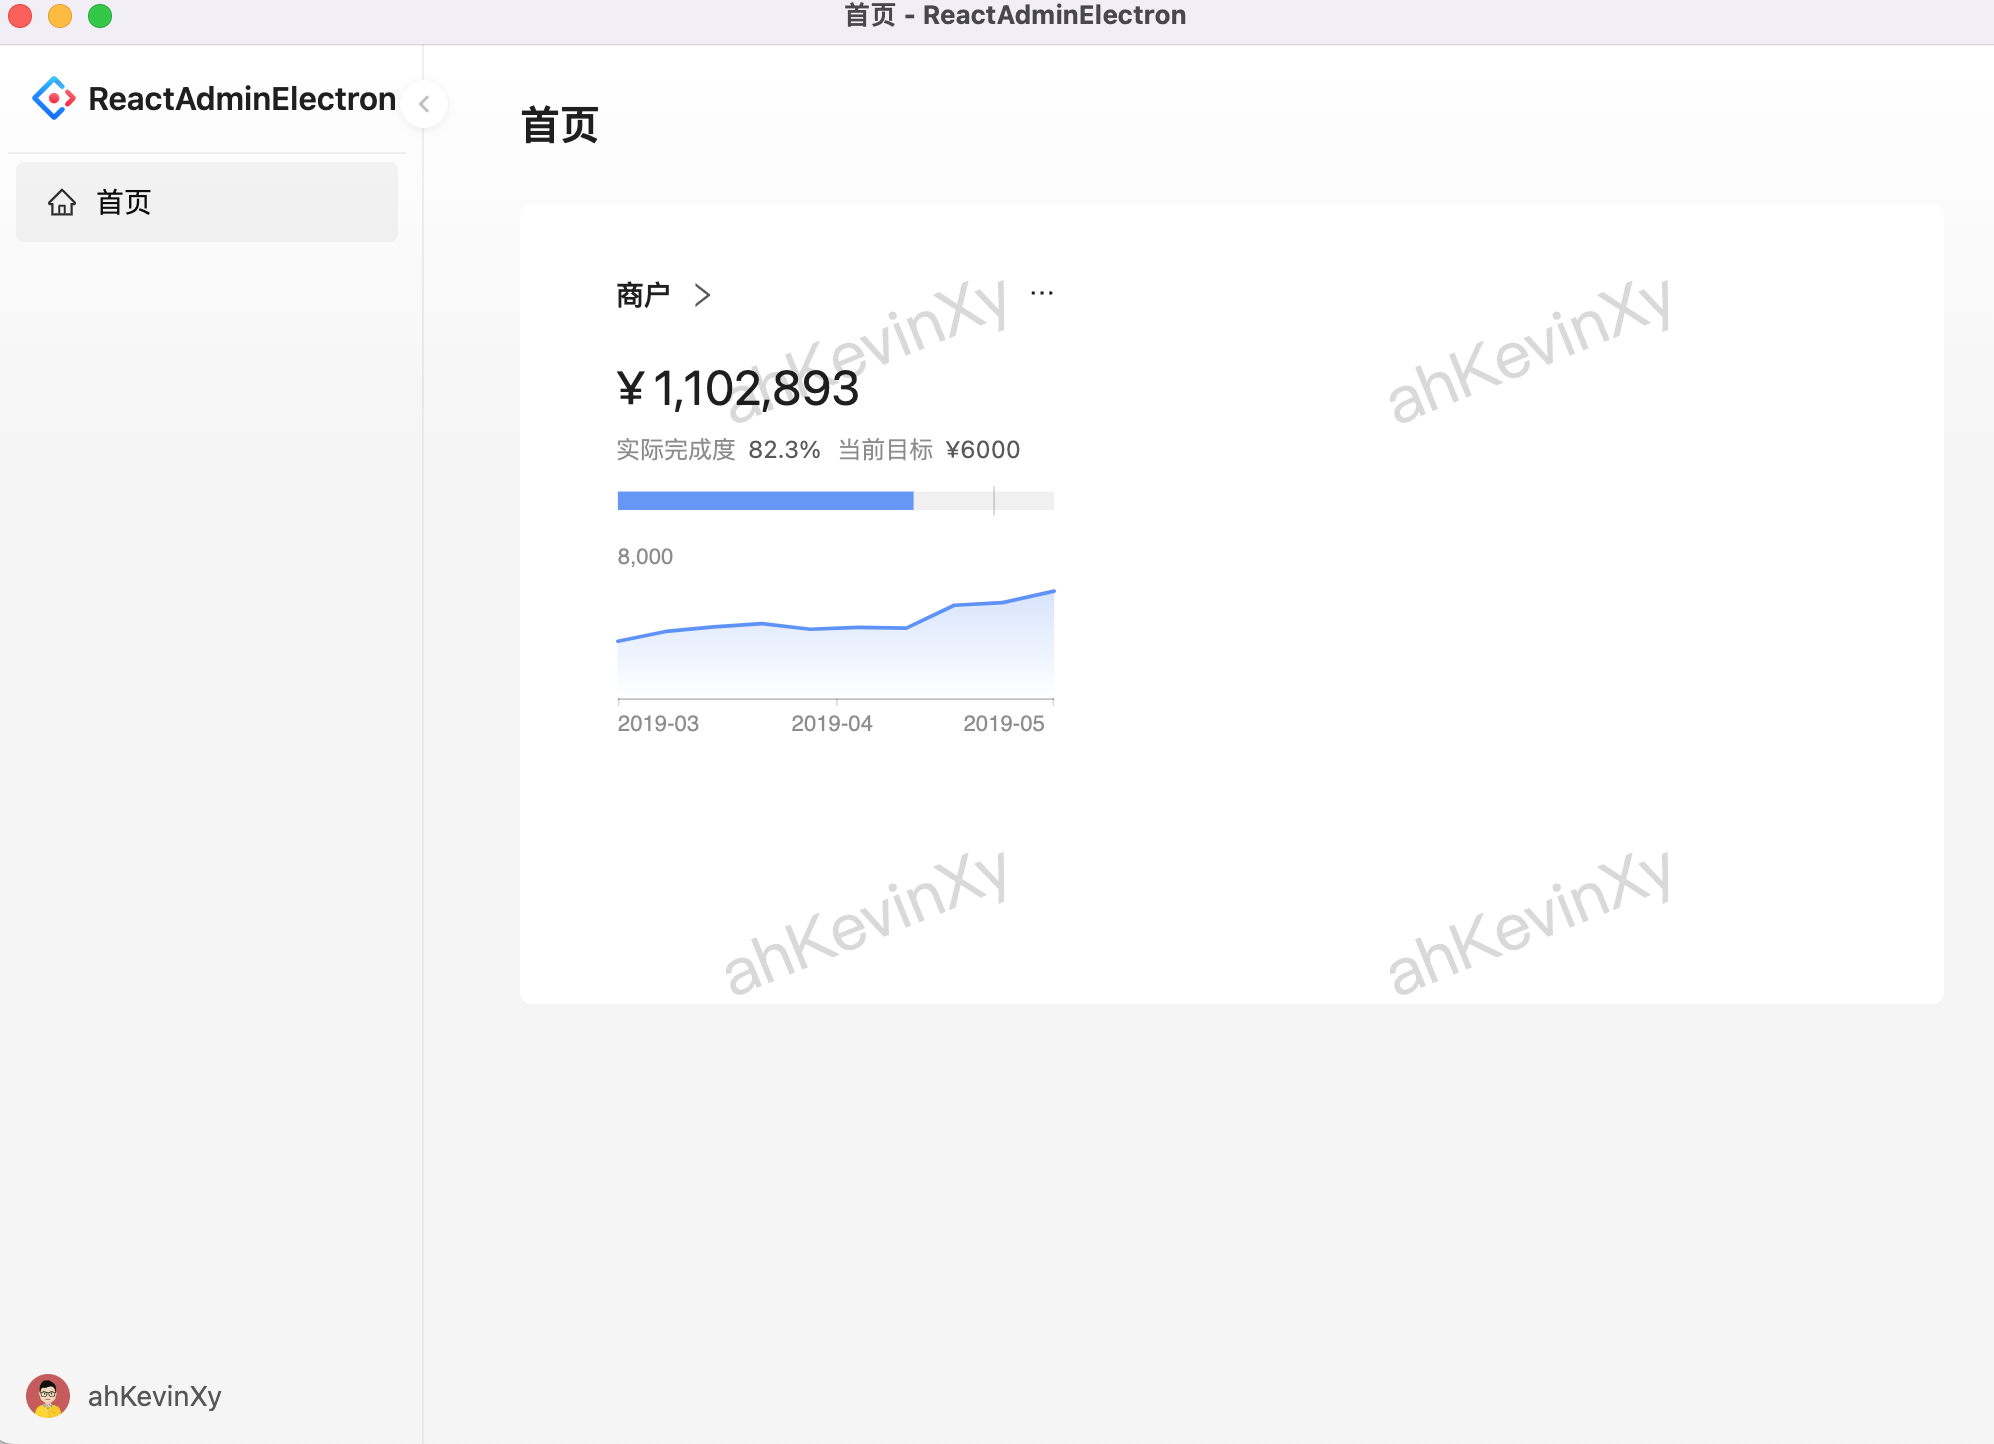 首页 - ReactAdminElectron
ReactAdminElectron
首页
首页
商户
ahKevinXy
ahKevinXy
¥ 1,102,893
实际完成度 82.3% 当前目标 ¥6000
8,000
2019-03 2019-04 2019-05
ahKevinXy
ahKevinXy
ahKevinXy